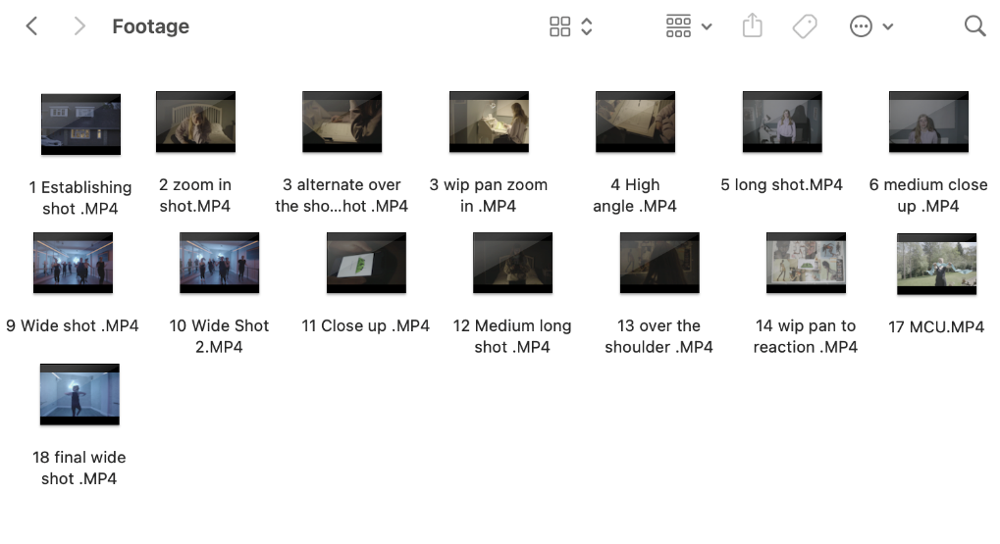 Footage
1 Establishing
shot .MP4
2 zoom in
shot.MP4
3 alternate over
the sho...hot .MP4
3 wip pan zoom
in .MP4
4 High
angle .MP4
5 long shot.MP4
6 medium close
up .MP4
9 Wide shot .MP4
10 Wide Shot
2.MP4
11 Close up .MP4
12 Medium long
shot .MP4
13 over the
shoulder .MP4
14 wip pan to
reaction .MP4
17 MCU.MP4
18 final wide
shot .MP4